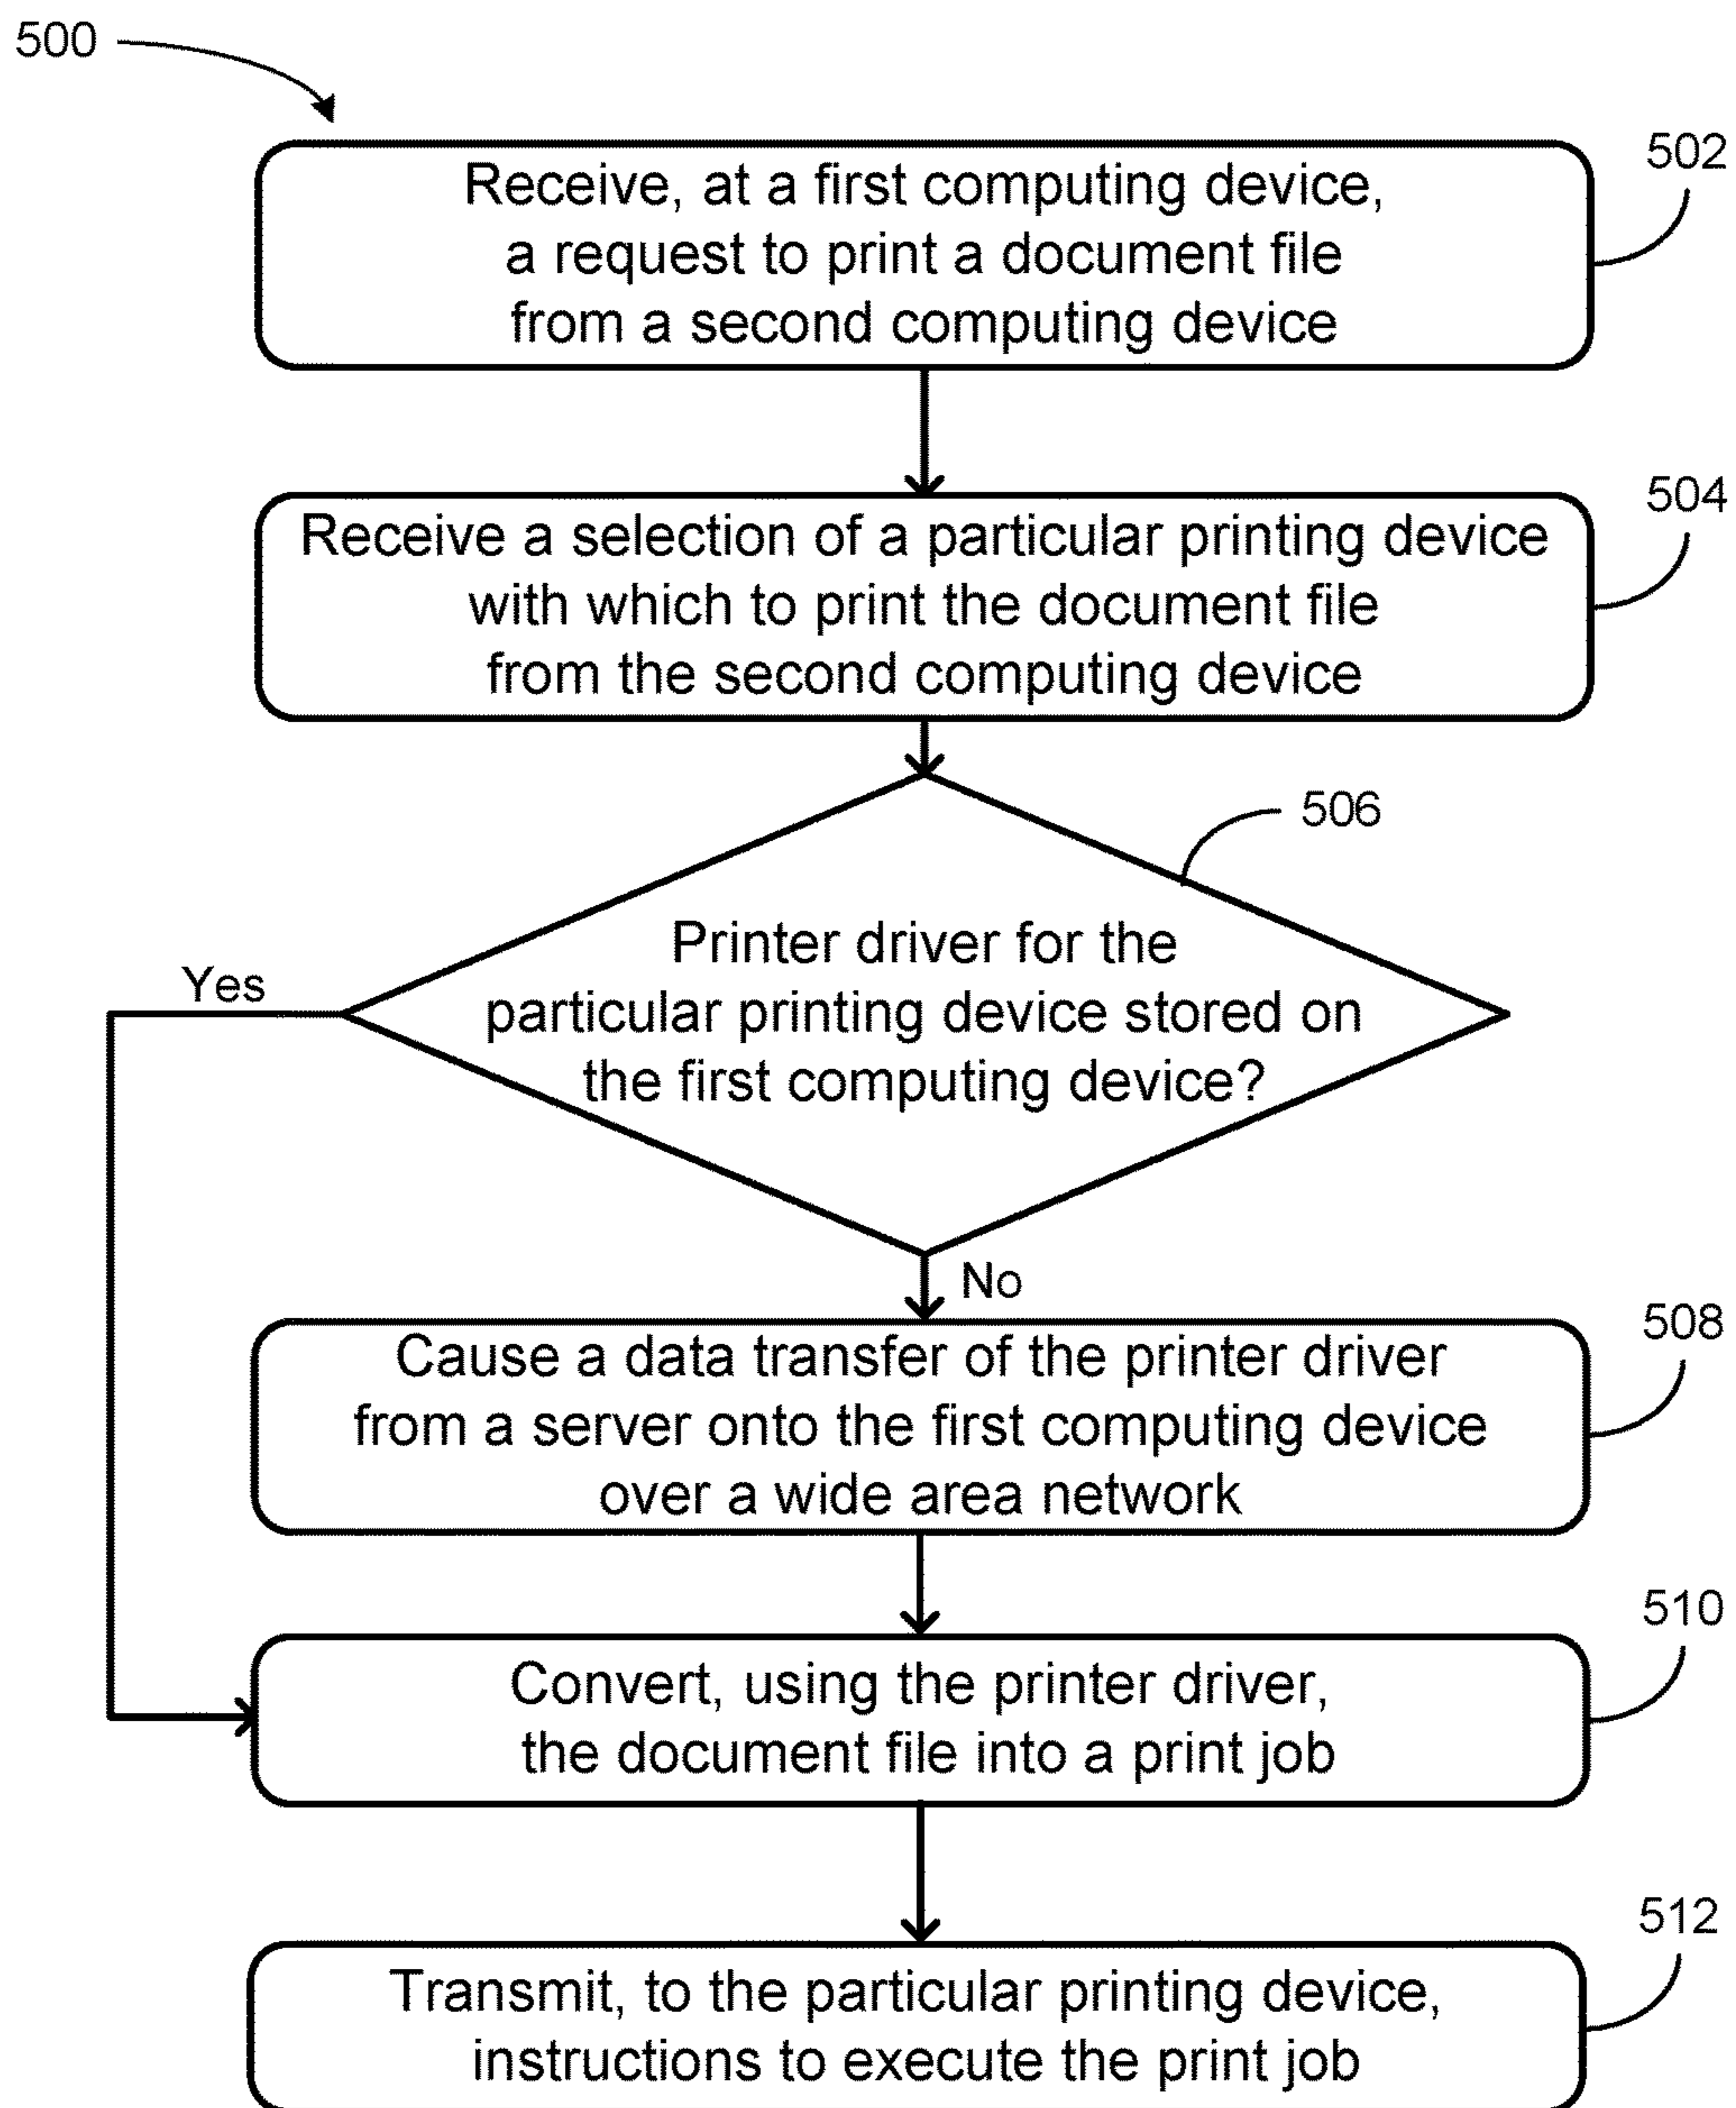 500
502
Receive, at a first computing device,
a request to print a document file
from a second computing device
504
Receive a selection of a particular printing device
with which to print the document file
from the second computing device
506
Printer driver for the
particular printing device stored on
the first computing device?
Yes
No
508
Cause a data transfer of the printer driver
from a server onto the first computing device
over a wide area network
510
Convert, using the printer driver,
the document file into a print job
512
Transmit, to the particular printing device,
instructions to execute the print job